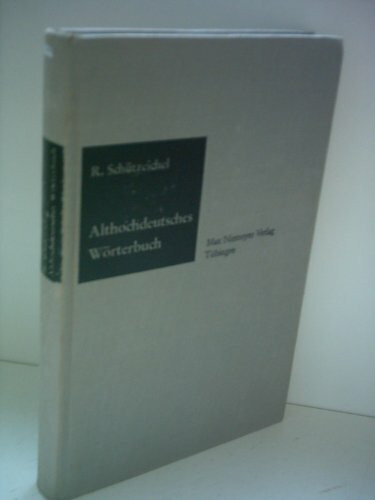 R. Schützeichel
Althochdeutsches
Wörterbuch
Max Niemeyer Verlag
Tübingen